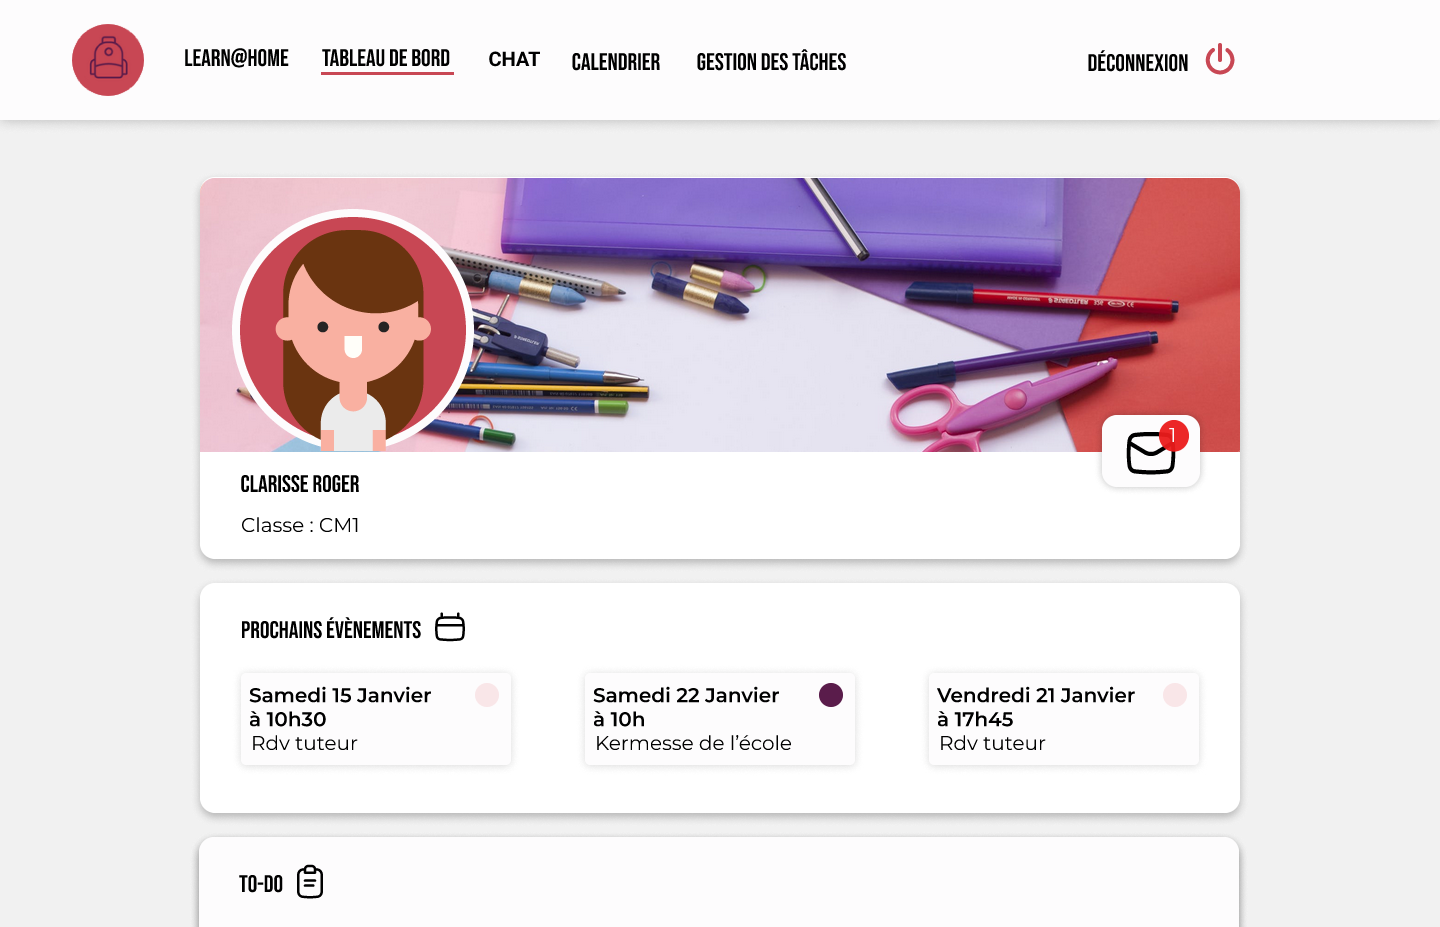 LEARN@HOME
TABLEAU DE BORD
CHAT
CALENDRIER
GESTION DES TÂCHES
DÉCONNEXION
1
CLARISSE ROGER
Classe : CM1
PROCHAINS ÉVÈNEMENTS
Samedi 15 Janvier
à 10h30
Rdv tuteur
Samedi 22 Janvier
à 10h
Kermesse de l’école
Vendredi 21 Janvier
à 17h45
Rdv tuteur
TO-DO